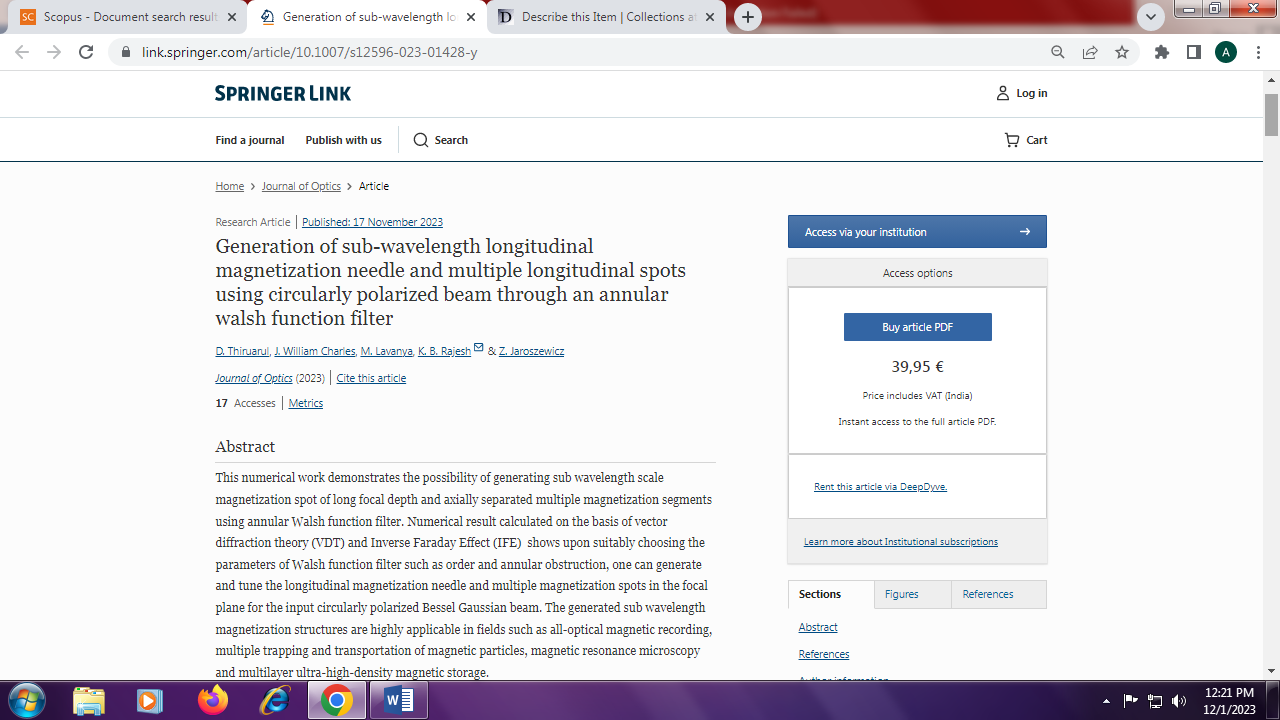 Scopus - Document search result
Generation of sub-wavelength lo
Describe this Item | Collections a
link.springer.com/article/10.1007/s12596-023-01428-y
A
SPRINGER LINK
Log in
Find a journal
Publish with us
Search
Cart
Home > Journal of Optics > Article
Research Article | Published: 17 November 2023
Generation of sub-wavelength longitudinal
magnetization needle and multiple longitudinal spots
using circularly polarized beam through an annular
walsh function filter
D. Thiruarul, J. William Charles, M. Lavanya, K. B. Rajesh & Z. Jaroszewicz
Journal of Optics (2023) | Cite this article
17 Accesses | Metrics
Abstract
This numerical work demonstrates the possibility of generating sub wavelength scale
magnetization spot of long focal depth and axially separated multiple magnetization segments
using annular Walsh function filter. Numerical result calculated on the basis of vector
diffraction theory (VDT) and Inverse Faraday Effect (IFE) shows upon suitably choosing the
parameters of Walsh function filter such as order and annular obstruction, one can generate
and tune the longitudinal magnetization needle and multiple magnetization spots in the focal
plane for the input circularly polarized Bessel Gaussian beam. The generated sub wavelength
magnetization structures are highly applicable in fields such as all-optical magnetic recording,
multiple trapping and transportation of magnetic particles, magnetic resonance microscopy
and multilayer ultra-high-density magnetic storage.
Access via your institution
Access options
Buy article PDF
39,95 €
Price includes VAT (India)
Instant access to the full article PDF.
Rent this article via DeepDyve.
Learn more about Institutional subscriptions
Sections
Figures
References
Abstract
References
Author information
12:21 PM
12/1/2023